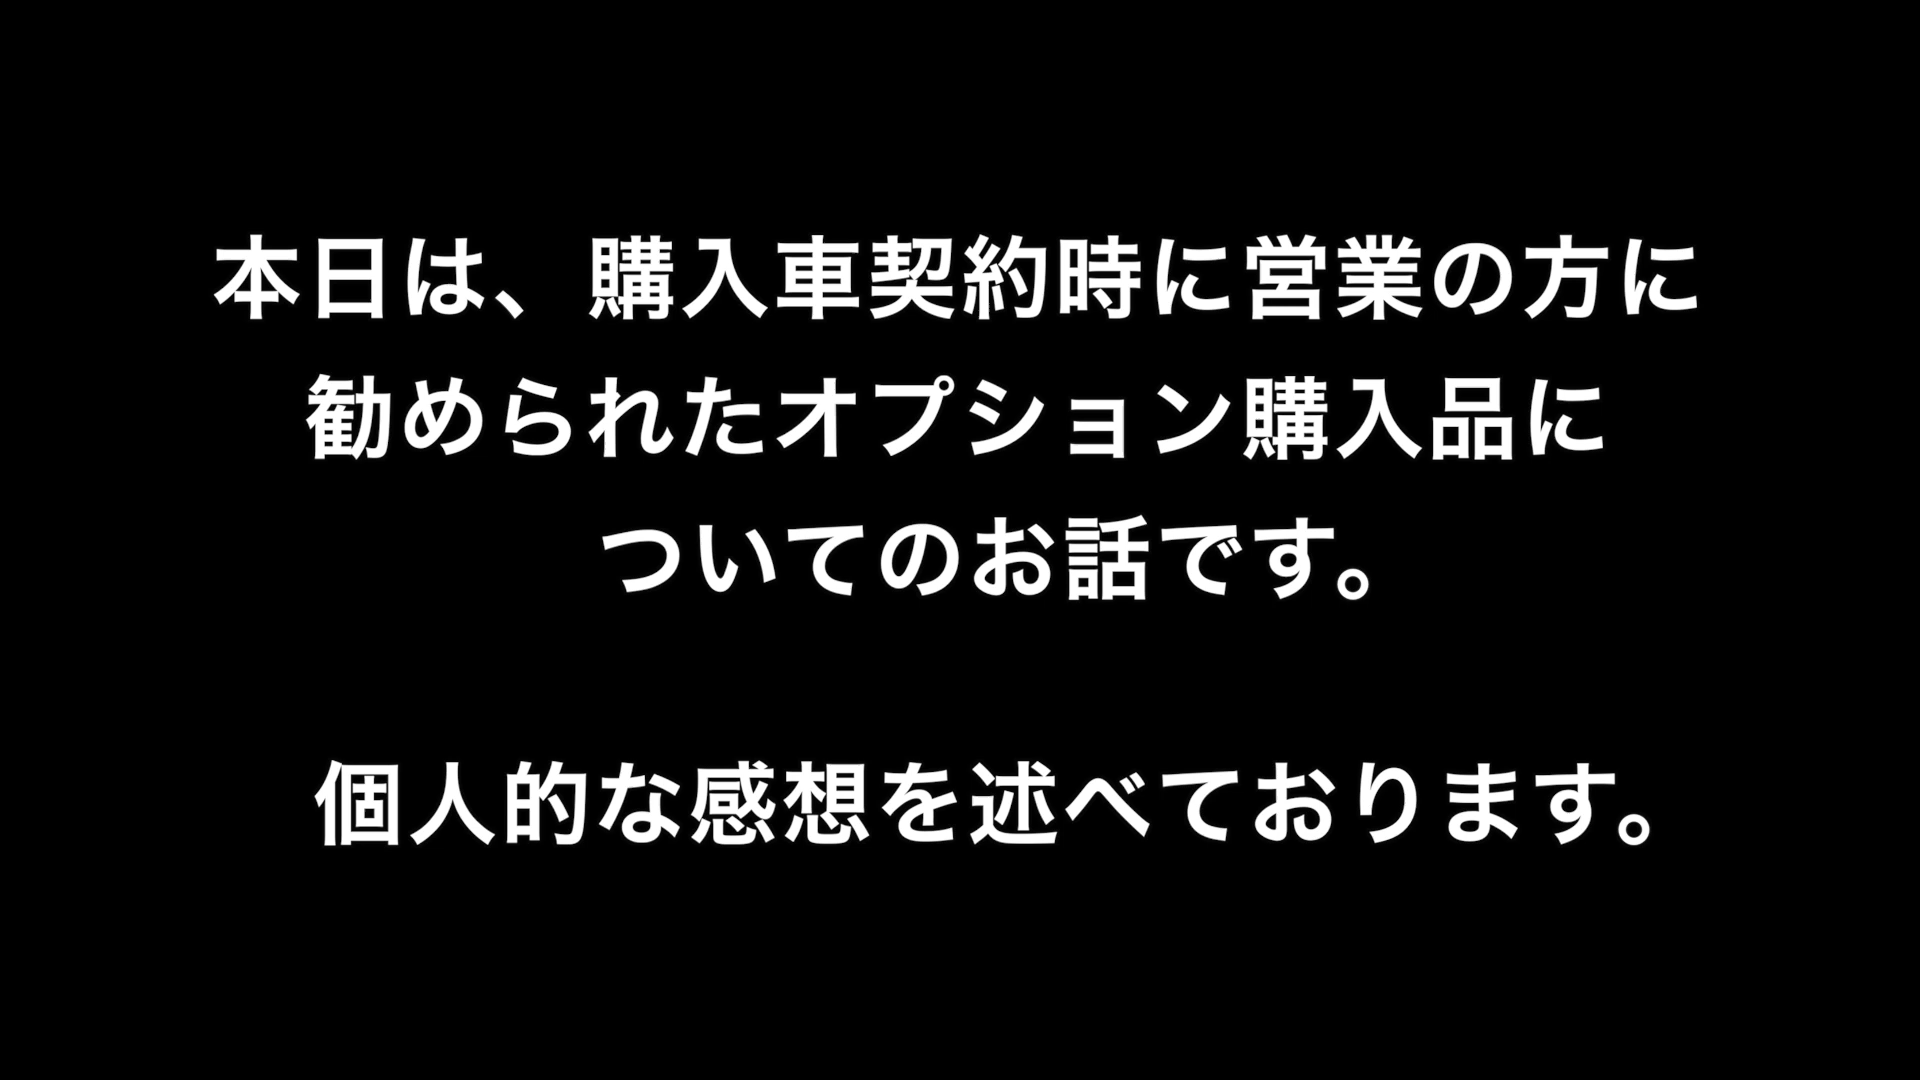 本日は、購入車契約時に営業の方に
勧められたオプション購入品に
ついてのお話です。
個人的な感想を述べております。